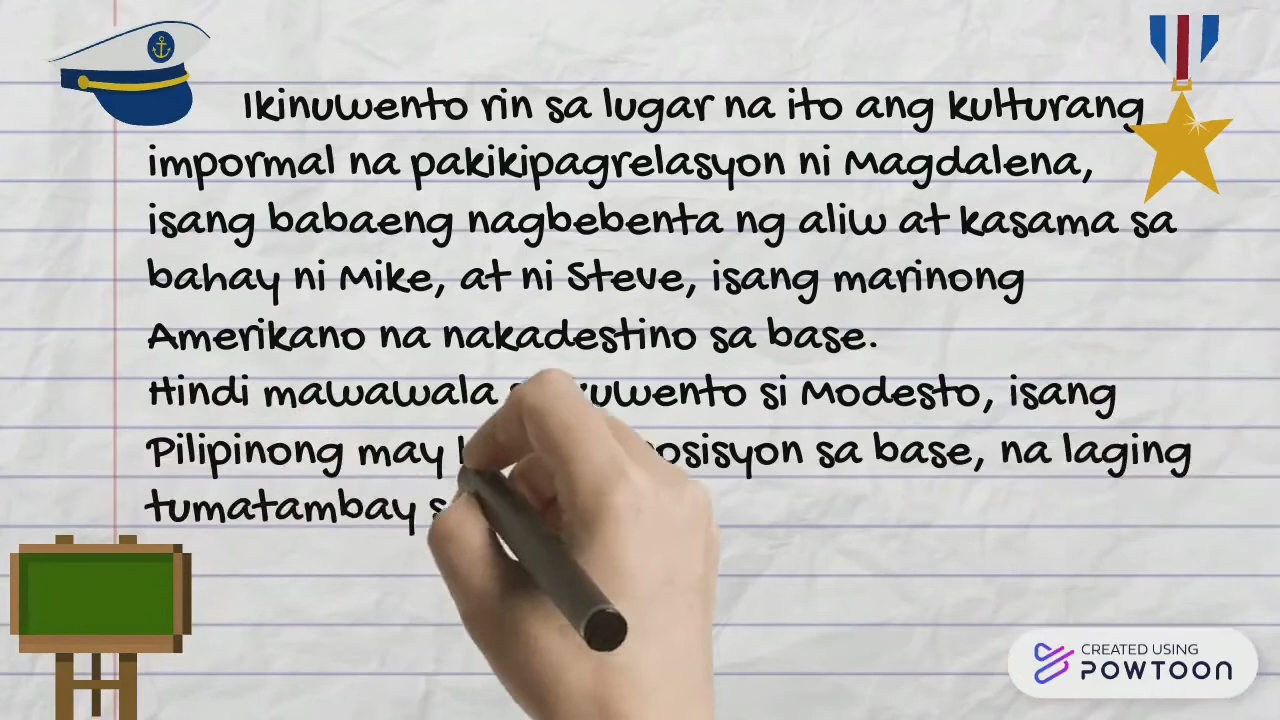 Ikinuwento rin sa lugar na ito ang kulturang
impormal na pakikipagrelasyon ni Magdalena,
isang babaeng nagbebenta ng aliw at kasama sa
bahay ni Mike, at ni Steve, isang marinong
Amerikano na nakadestino sa base.
Hindi mawawala si Modesto, isang
Pilipinong may sa base, na laging
tumatambay
CREATED USING
POWTOON